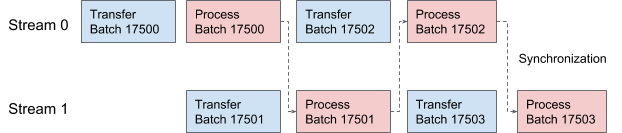 Stream 0
Transfer
Batch 17500
Process
Batch 17500
Transfer
Batch 17502
Process
Batch 17502
Synchronization
Stream 1
Transfer
Batch 17501
Process
Batch 17501
Transfer
Batch 17503
Process
Batch 17503